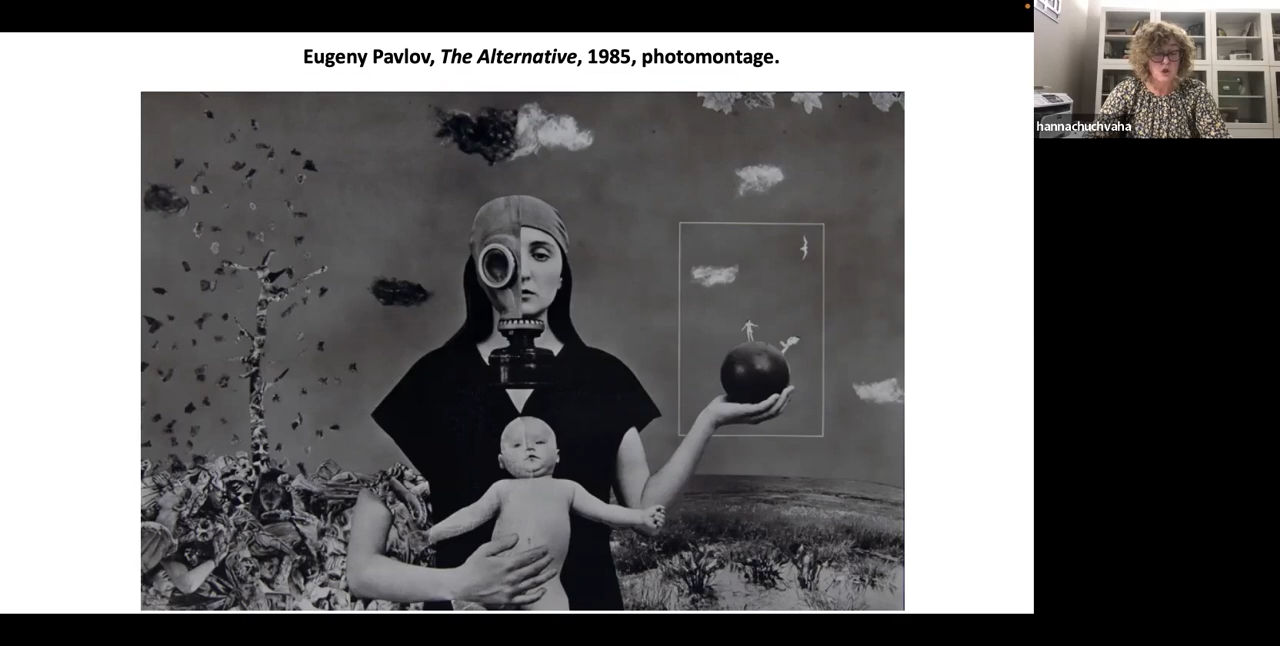 Eugeny Pavlov, The Alternative, 1985, photomontage.
hannachuchvaha